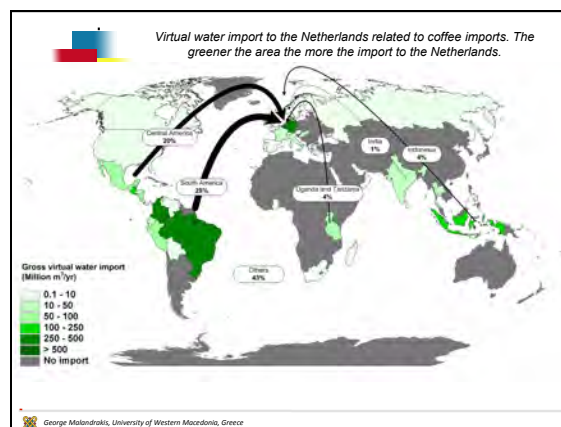 Virtual water import to the Netherlands related to coffee imports. The
greener the area the more the import to the Netherlands.
Central America
20%
India
1%
Indonesia
4%
South America
25%
Uganda and Tanzania
4%
Others
43%
Gross virtual water import
(Million m³/yr)
0.1 - 10
10 - 50
50 - 100
100 - 250
250 - 500
> 500
No import
George Malandrakis, University of Western Macedonia, Greece